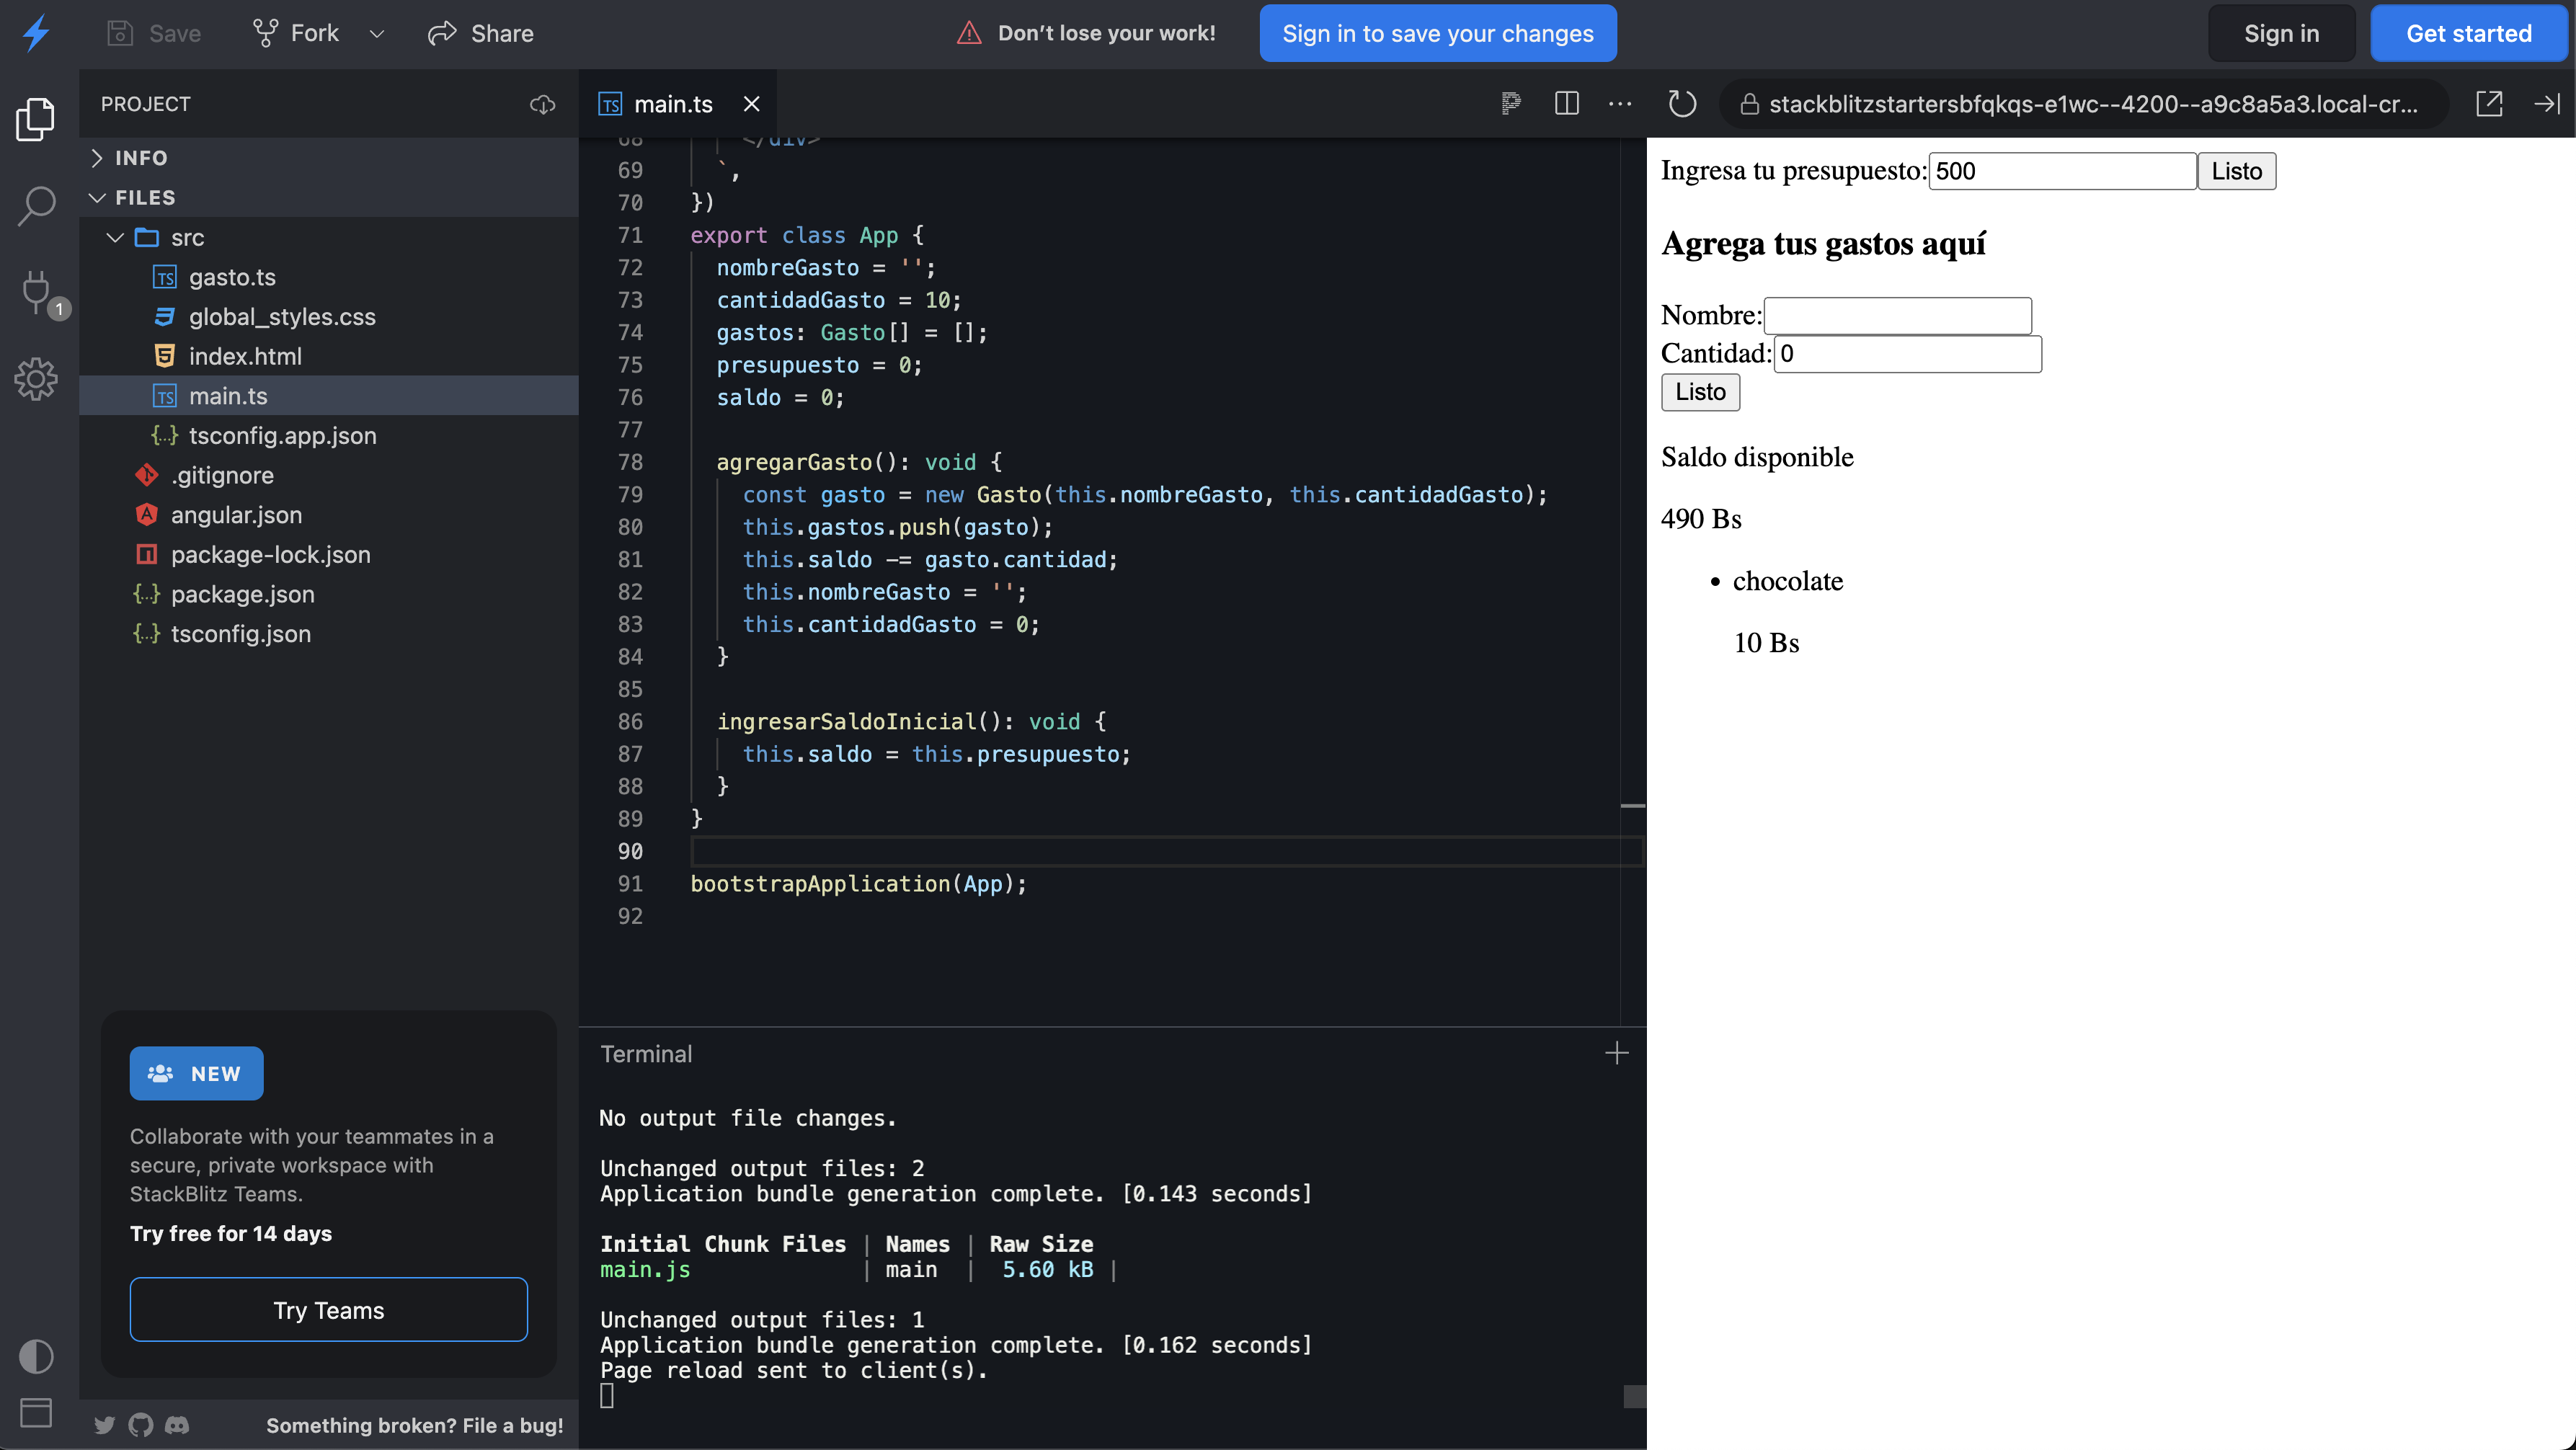 Save
Fork
Share
Don't lose your work!
Sign in to save your changes
Sign in
Get started
PROJECT
TS main.ts
stackblitzstartersbfqkqs-e1wc--4200--a9c8a5a3.local-cr...
INFO
FILES
src
TS gasto.ts
global_styles.css
index.html
TS main.ts
{..} tsconfig.app.json
.gitignore
angular.json
package-lock.json
{..} package.json
{..} tsconfig.json
1
68 </div>
69 `,
70 })
71 export class App {
72 nombreGasto = '';
73 cantidadGasto = 10;
74 gastos: Gasto[] = [];
75 presupuesto = 0;
76 saldo = 0;
77
78 agregarGasto(): void {
79 const gasto = new Gasto(this.nombreGasto, this.cantidadGasto);
80 this.gastos.push(gasto);
81 this.saldo -= gasto.cantidad;
82 this.nombreGasto = '';
83 this.cantidadGasto = 0;
84 }
85
86 ingresarSaldoInicial(): void {
87 this.saldo = this.presupuesto;
88 }
89 }
90
91 bootstrapApplication(App);
92
Terminal
No output file changes.
Unchanged output files: 2
Application bundle generation complete. [0.143 seconds]
Initial Chunk Files | Names | Raw Size
main.js | main | 5.60 kB |
Unchanged output files: 1
Application bundle generation complete. [0.162 seconds]
Page reload sent to client(s).
Ingresa tu presupuesto: 500 Listo
Agrega tus gastos aquí
Nombre:
Cantidad: 0
Listo
Saldo disponible
490 Bs
• chocolate
10 Bs
NEW
Collaborate with your teammates in a
secure, private workspace with
StackBlitz Teams.
Try free for 14 days
Try Teams
Something broken? File a bug!